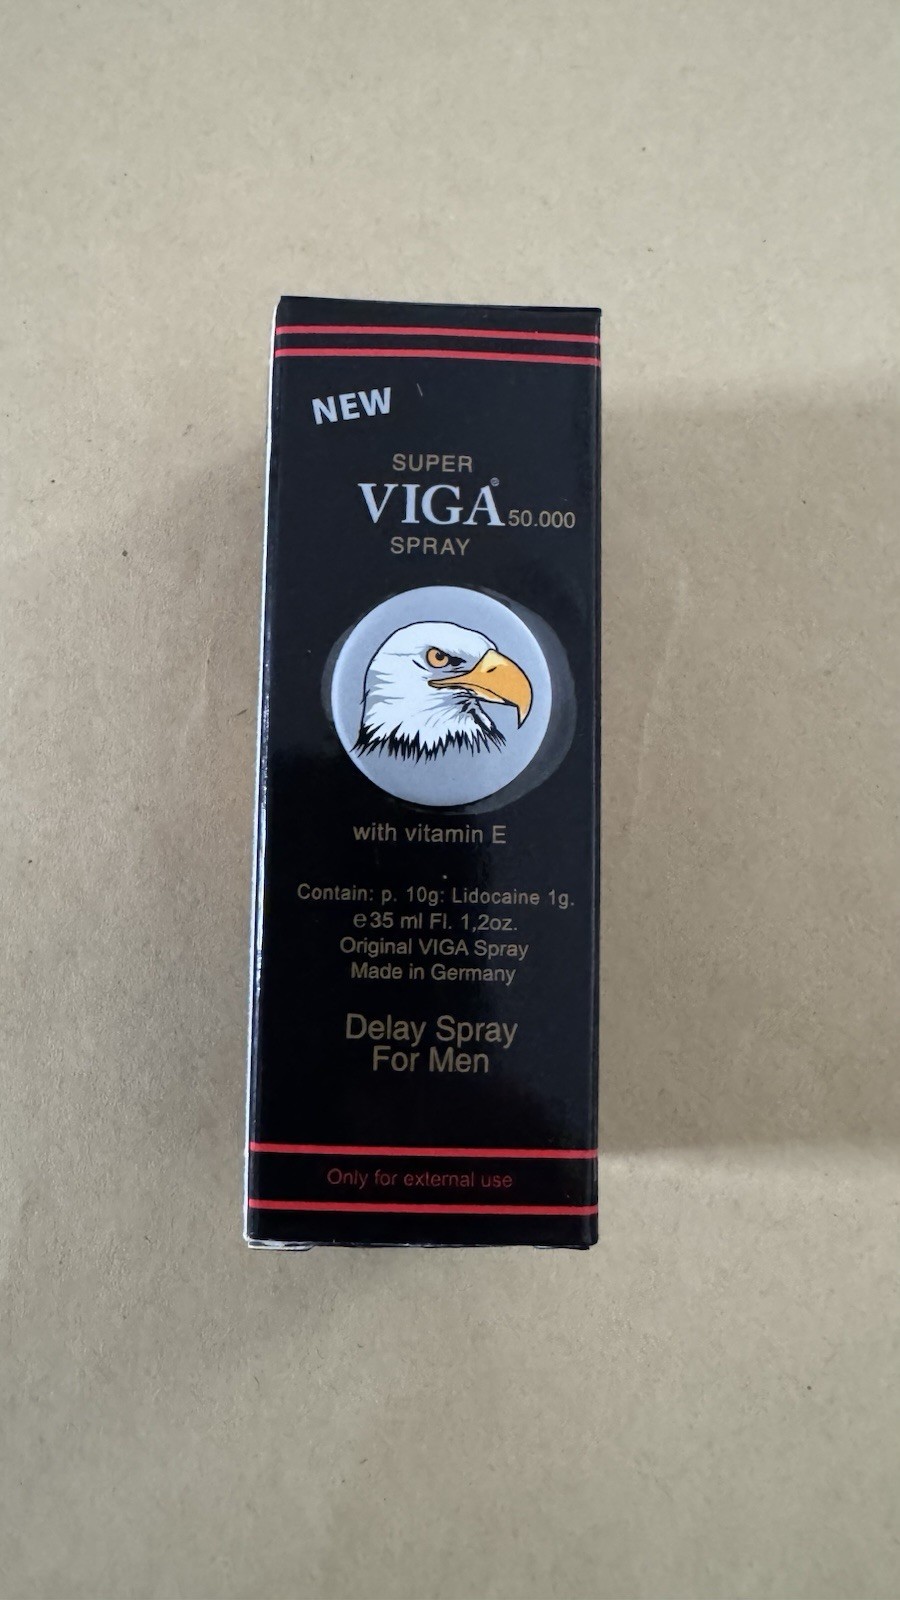 NEW
SUPER
VIGA® 50.000
SPRAY
with vitamin E
Contain: p. 10g: Lidocaine 1g.
℮35 ml Fl. 1,2oz.
Original VIGA Spray
Made in Germany
Delay Spray
For Men
Only for external use